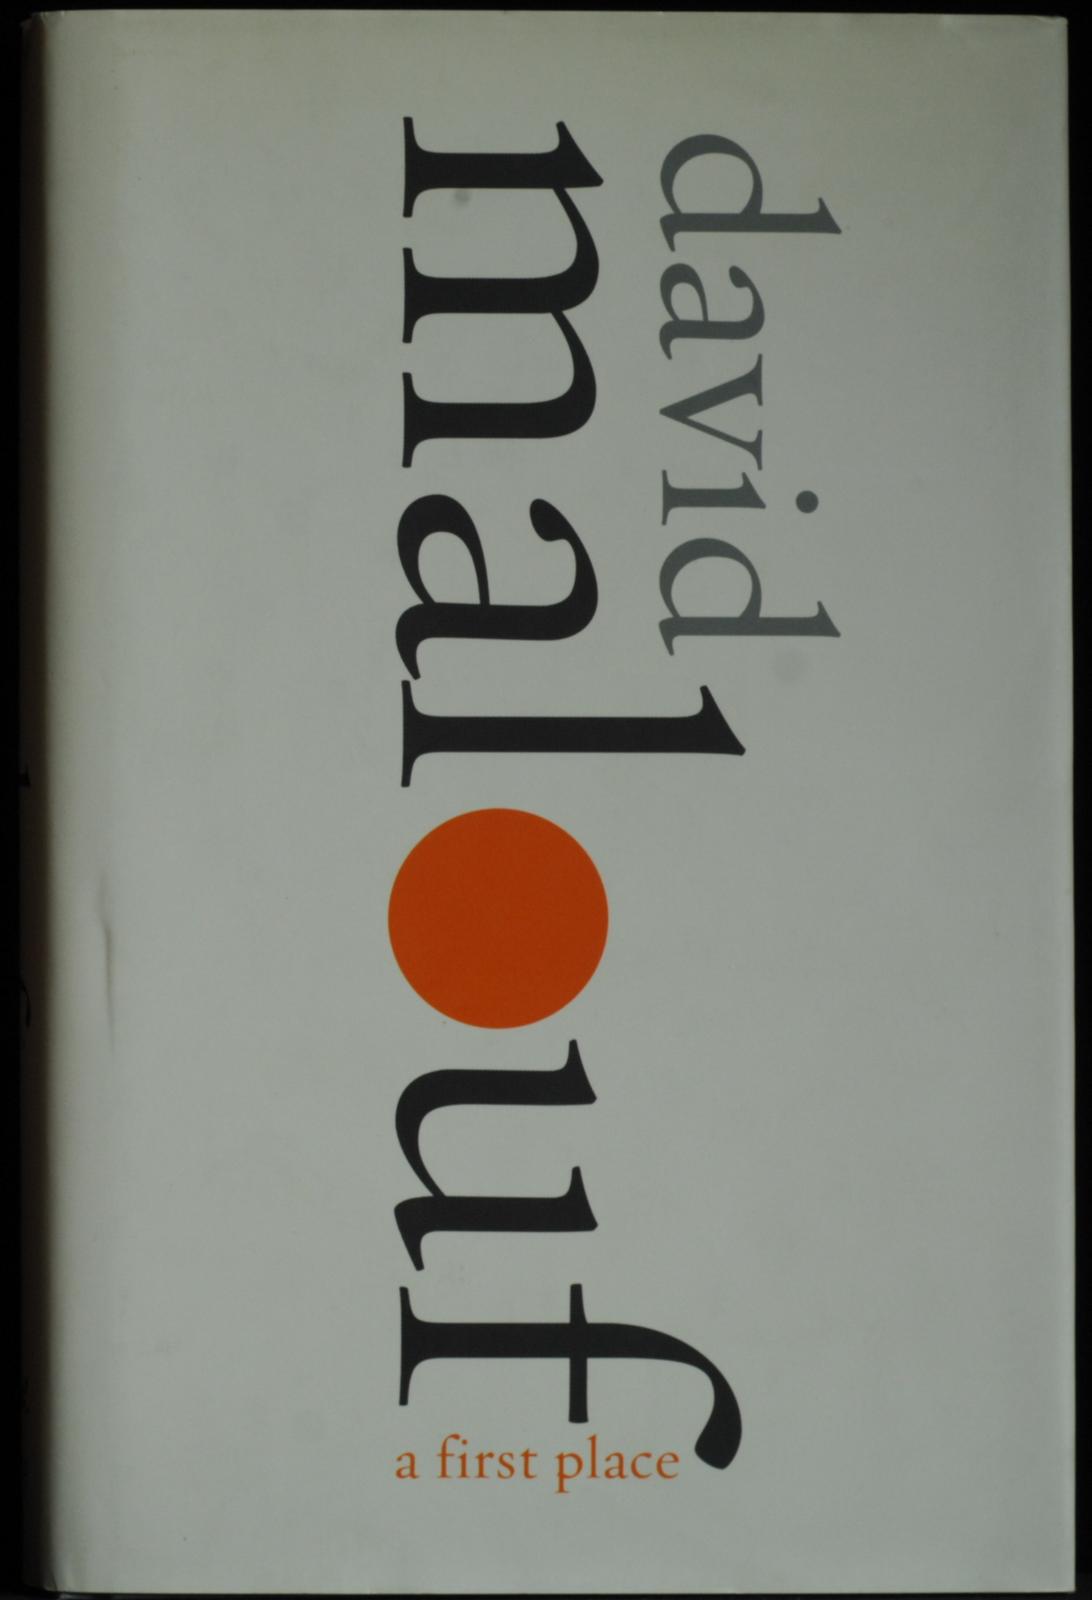 david
malouf
a first place